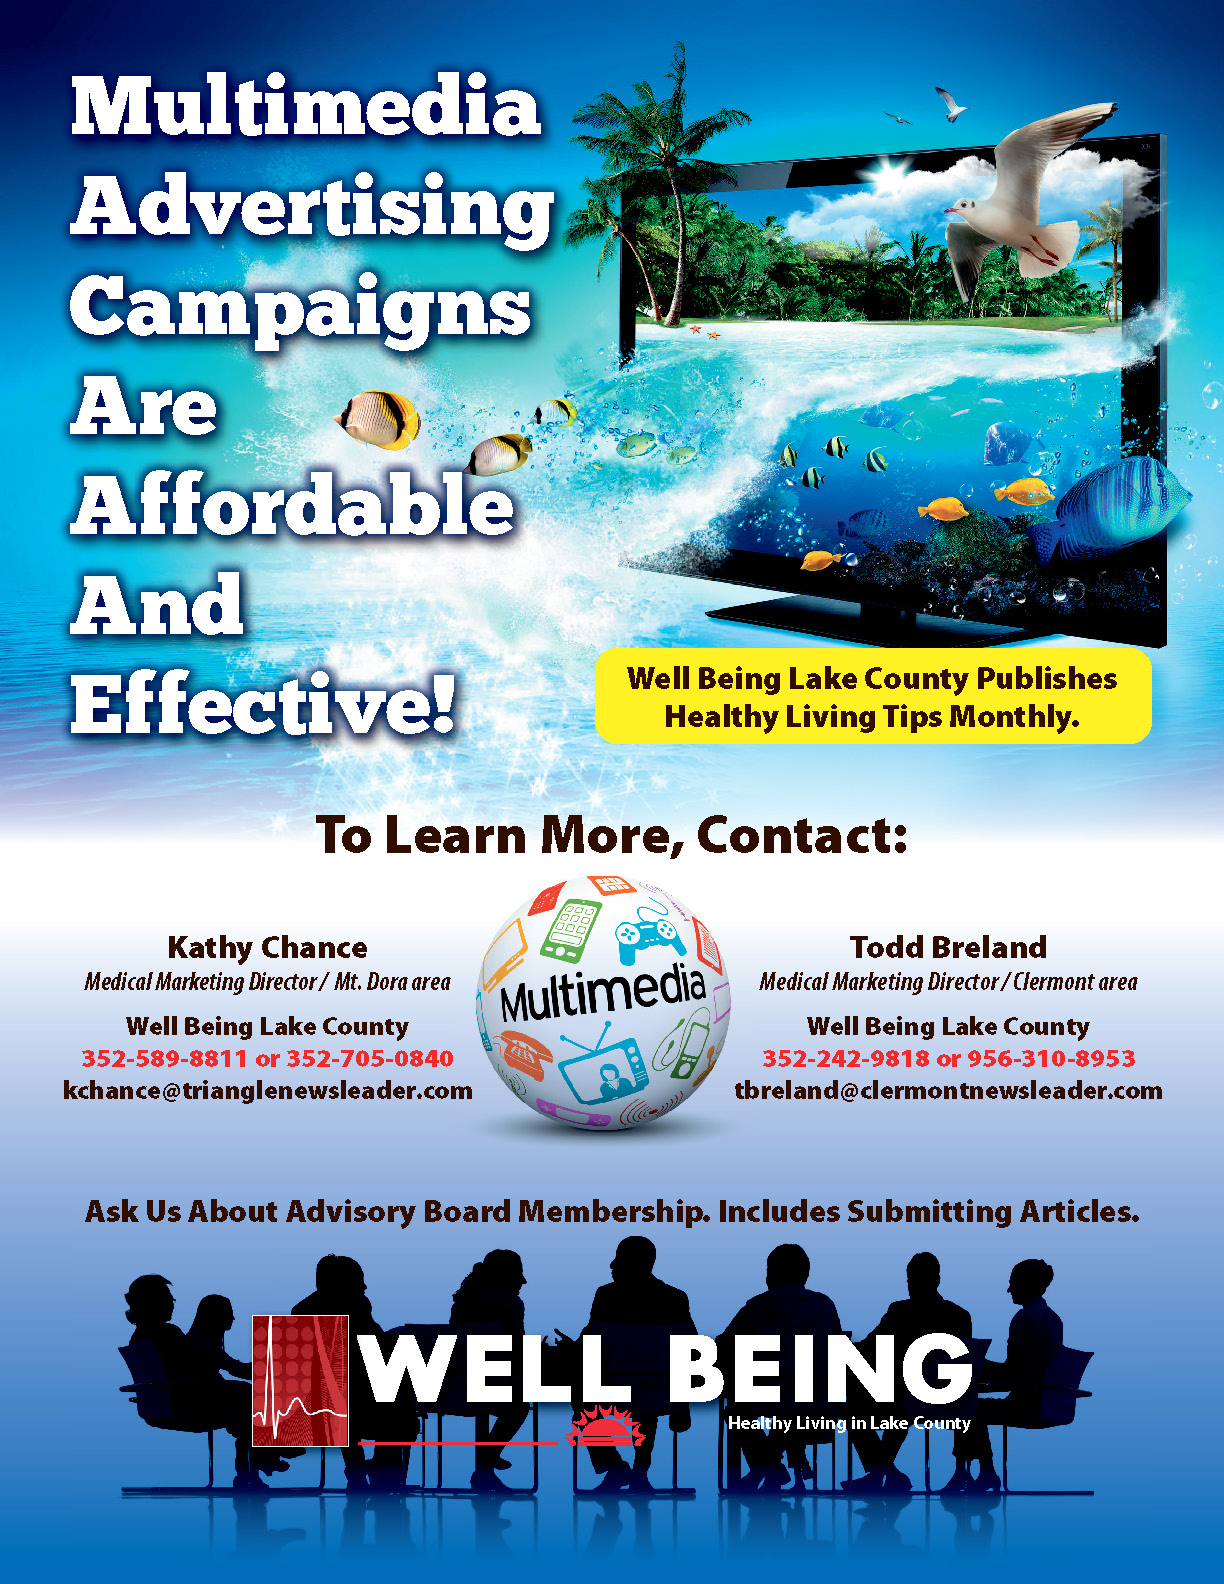 Multimedia
Advertising
Campaigns
Are
Affordable
And
Effective!
Well Being Lake County Publishes
Healthy Living Tips Monthly.
To Learn More, Contact:
Kathy Chance
Medical Marketing Director / Mt. Dora area
Well Being Lake County
352-589-8811 or 352-705-0840
kchance@trianglenewsleader.com
Multimedia
Todd Breland
Medical Marketing Director / Clermont area
Well Being Lake County
352-242-9818 or 956-310-8953
tbreland@clermontnewsleader.com
Ask Us About Advisory Board Membership. Includes Submitting Articles.
WELL BEING
Healthy Living in Lake County